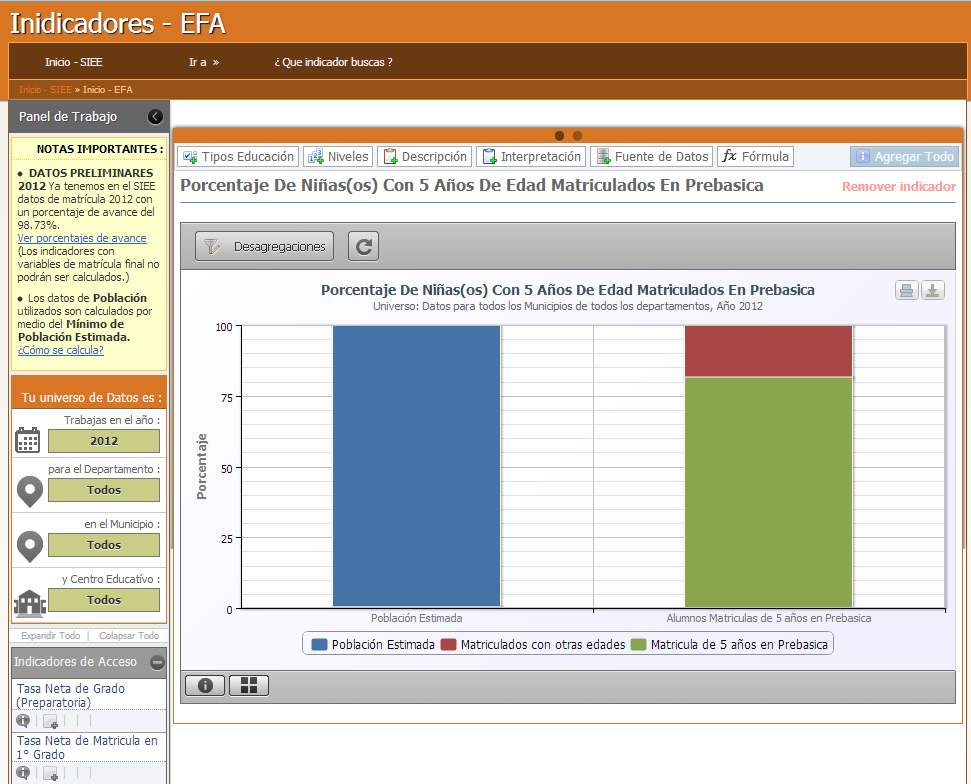 Inidicadores - EFA
Inicio - SIEE
Ir a »
¿ Que indicador buscas ?
Inicio - SIEE » Inicio - EFA
Panel de Trabajo
NOTAS IMPORTANTES :
• DATOS PRELIMINARES
2012 Ya tenemos en el SIEE
datos de matrícula 2012 con
un porcentaje de avance del
98.73%.
Ver porcentajes de avance
(Los indicadores con
variables de matrícula final no
podrán ser calculados.)
• Los datos de Población
utilizados son calculados por
medio del Mínimo de
Población Estimada.
¿Cómo se calcula?
Tu universo de Datos es :
Trabajas en el año :
2012
para el Departamento :
Todos
en el Municipio :
Todos
y Centro Educatívo :
Todos
Expandir Todo | Colapsar Todo
Indicadores de Acceso
Tasa Neta de Grado
(Preparatoria)
Tasa Neta de Matricula en
1° Grado
Tipos Educación
Niveles
Descripción
Interpretación
Fuente de Datos
fx Fórmula
Agregar Todo
Porcentaje De Niñas(os) Con 5 Años De Edad Matriculados En Prebasica
Remover indicador
Desagregaciones
Porcentaje De Niñas(os) Con 5 Años De Edad Matriculados En Prebasica
Universo: Datos para todos los Municipios de todos los departamentos, Año 2012
Porcentaje
100
75
50
25
0
Población Estimada
Alumnos Matriculas de 5 años en Prebasica
Población Estimada
Matriculados con otras edades
Matricula de 5 años en Prebasica